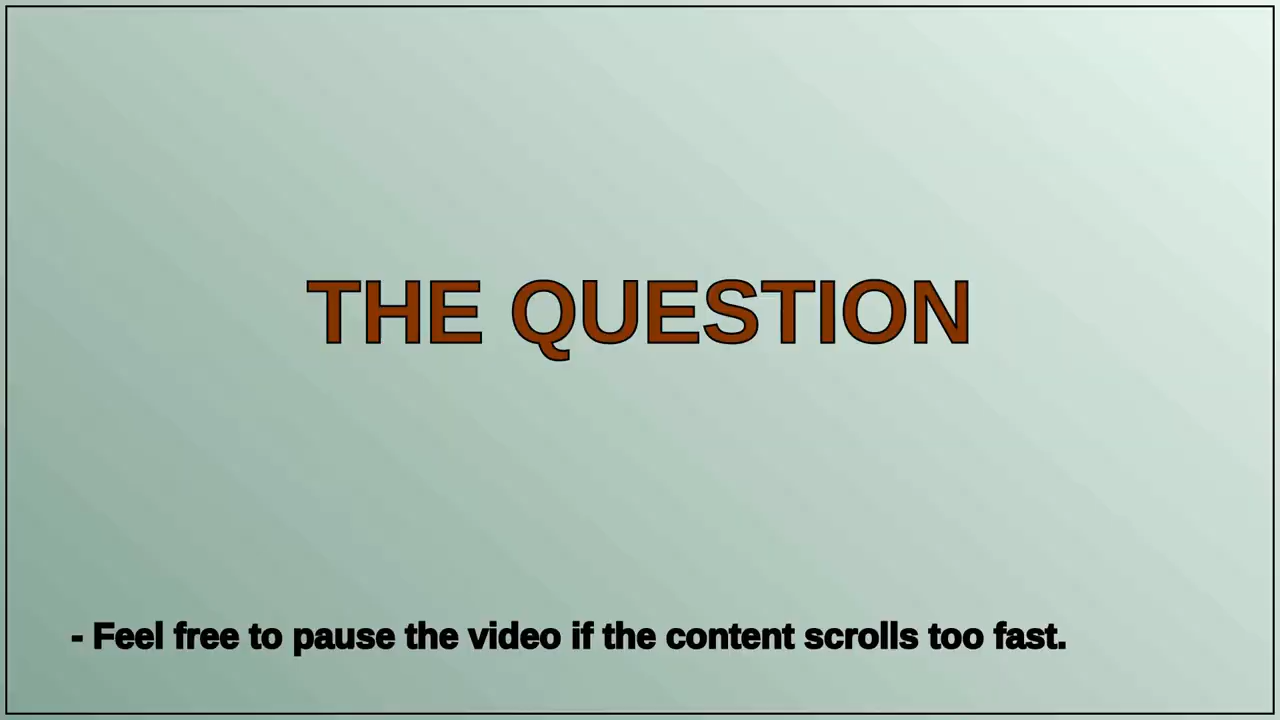 THE QUESTION
- Feel free to pause the video if the content scrolls too fast.